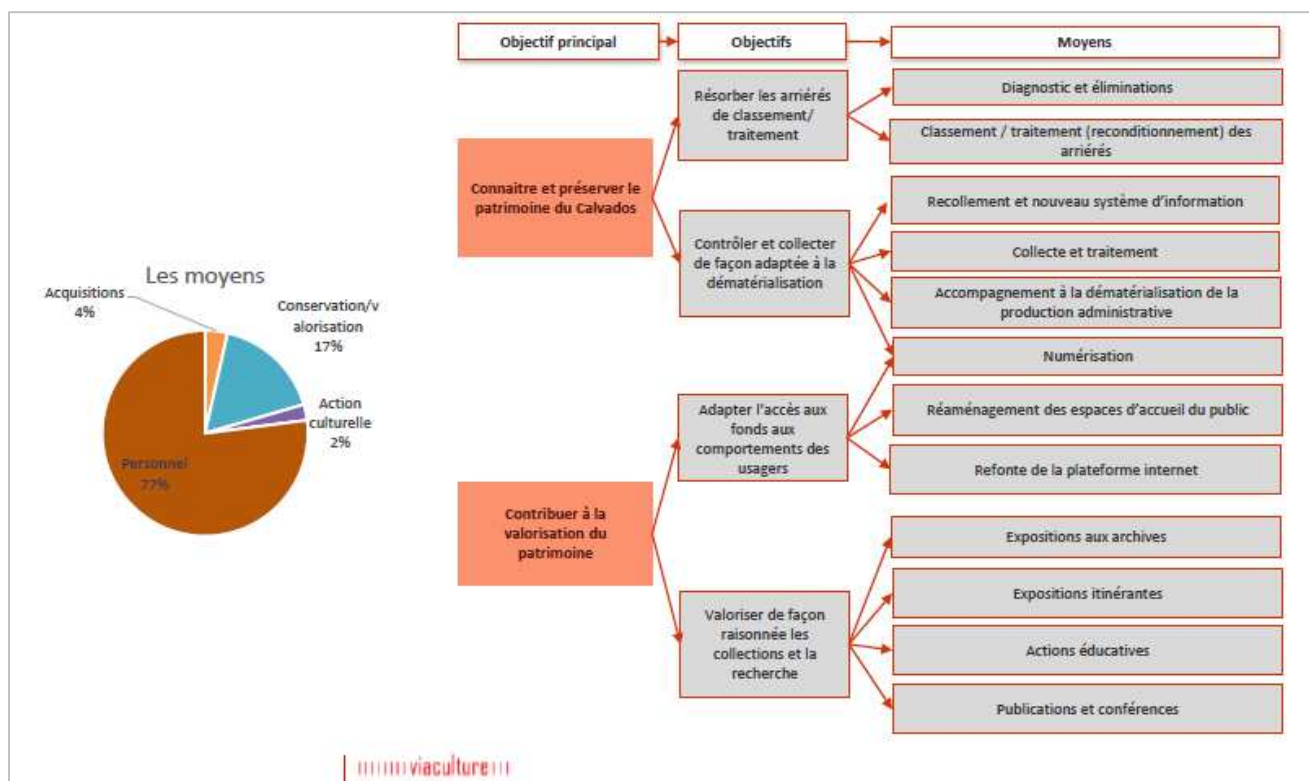 Objectif principal
Objectifs
Moyens
Résorber les arriérés
de classement/
traitement
Diagnostic et éliminations
Classement / traitement (reconditionnement) des
arriérés
Connaitre et préserver le
patrimoine du Calvados
Contrôler et collecter
de façon adaptée à la
dématérialisation
Recollement et nouveau système d'information
Collecte et traitement
Accompagnement à la dématérialisation de la
production administrative
Numérisation
Les moyens
Acquisitions
4%
Conservation/v
alorisation
17%
Action
culturelle
2%
Personnel
77%
Adapter l'accès aux
fonds aux
comportements des
usagers
Réaménagement des espaces d'accueil du public
Refonte de la plateforme internet
Contribuer à la
valorisation du
patrimoine
Valoriser de façon
raisonnée les
collections et la
recherche
Expositions aux archives
Expositions itinérantes
Actions éducatives
Publications et conférences
viaculture